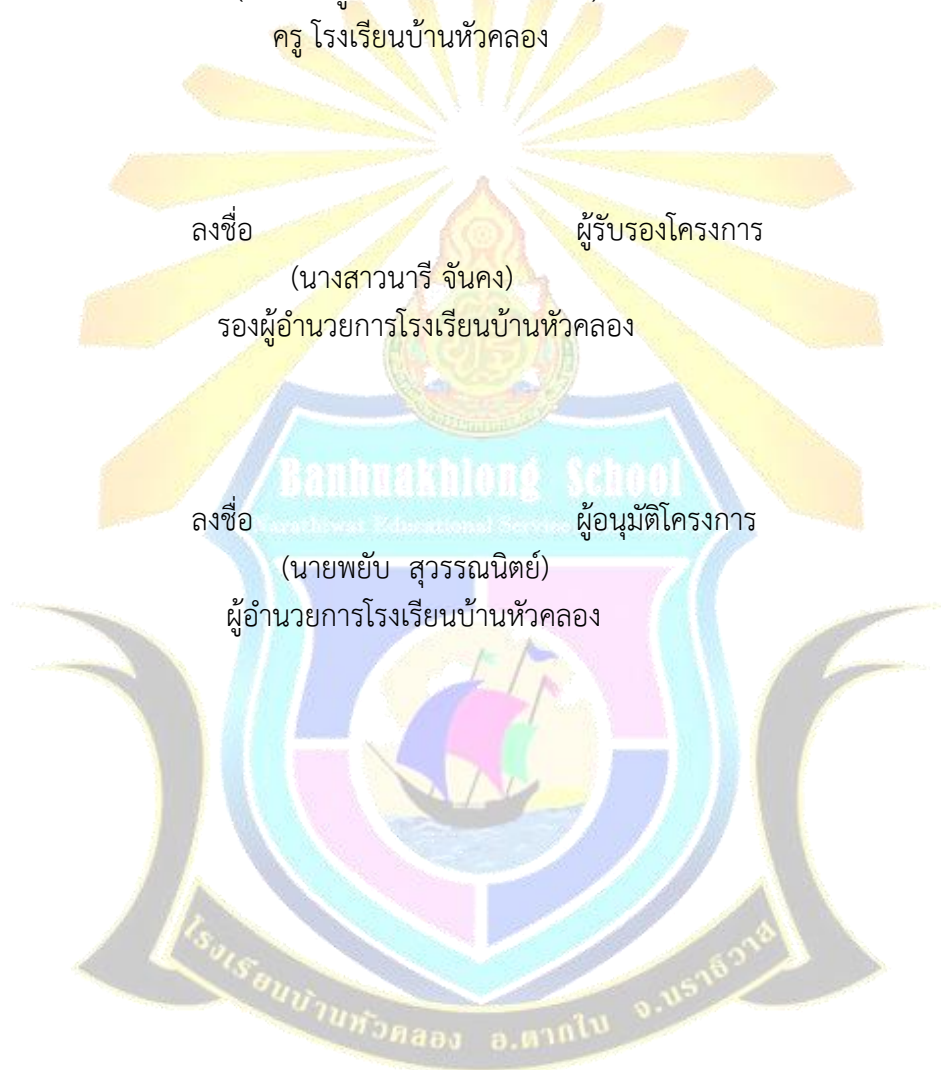 ครู โรงเรียนบ้านหัวคลอง
ลงชื่อ ผู้รับรองโครงการ
(นางสาวนารี จันคง)
รองผู้อำนวยการโรงเรียนบ้านหัวคลอง
Banhuakhlong School
Narathiwat Educational Service
ลงชื่อ ผู้อนุมัติโครงการ
(นายพยับ สุวรรณนิตย์)
ผู้อำนวยการโรงเรียนบ้านหัวคลอง
โรงเรียนบ้านหัวคลอง อ.ตากใบ จ.นราธิวาส